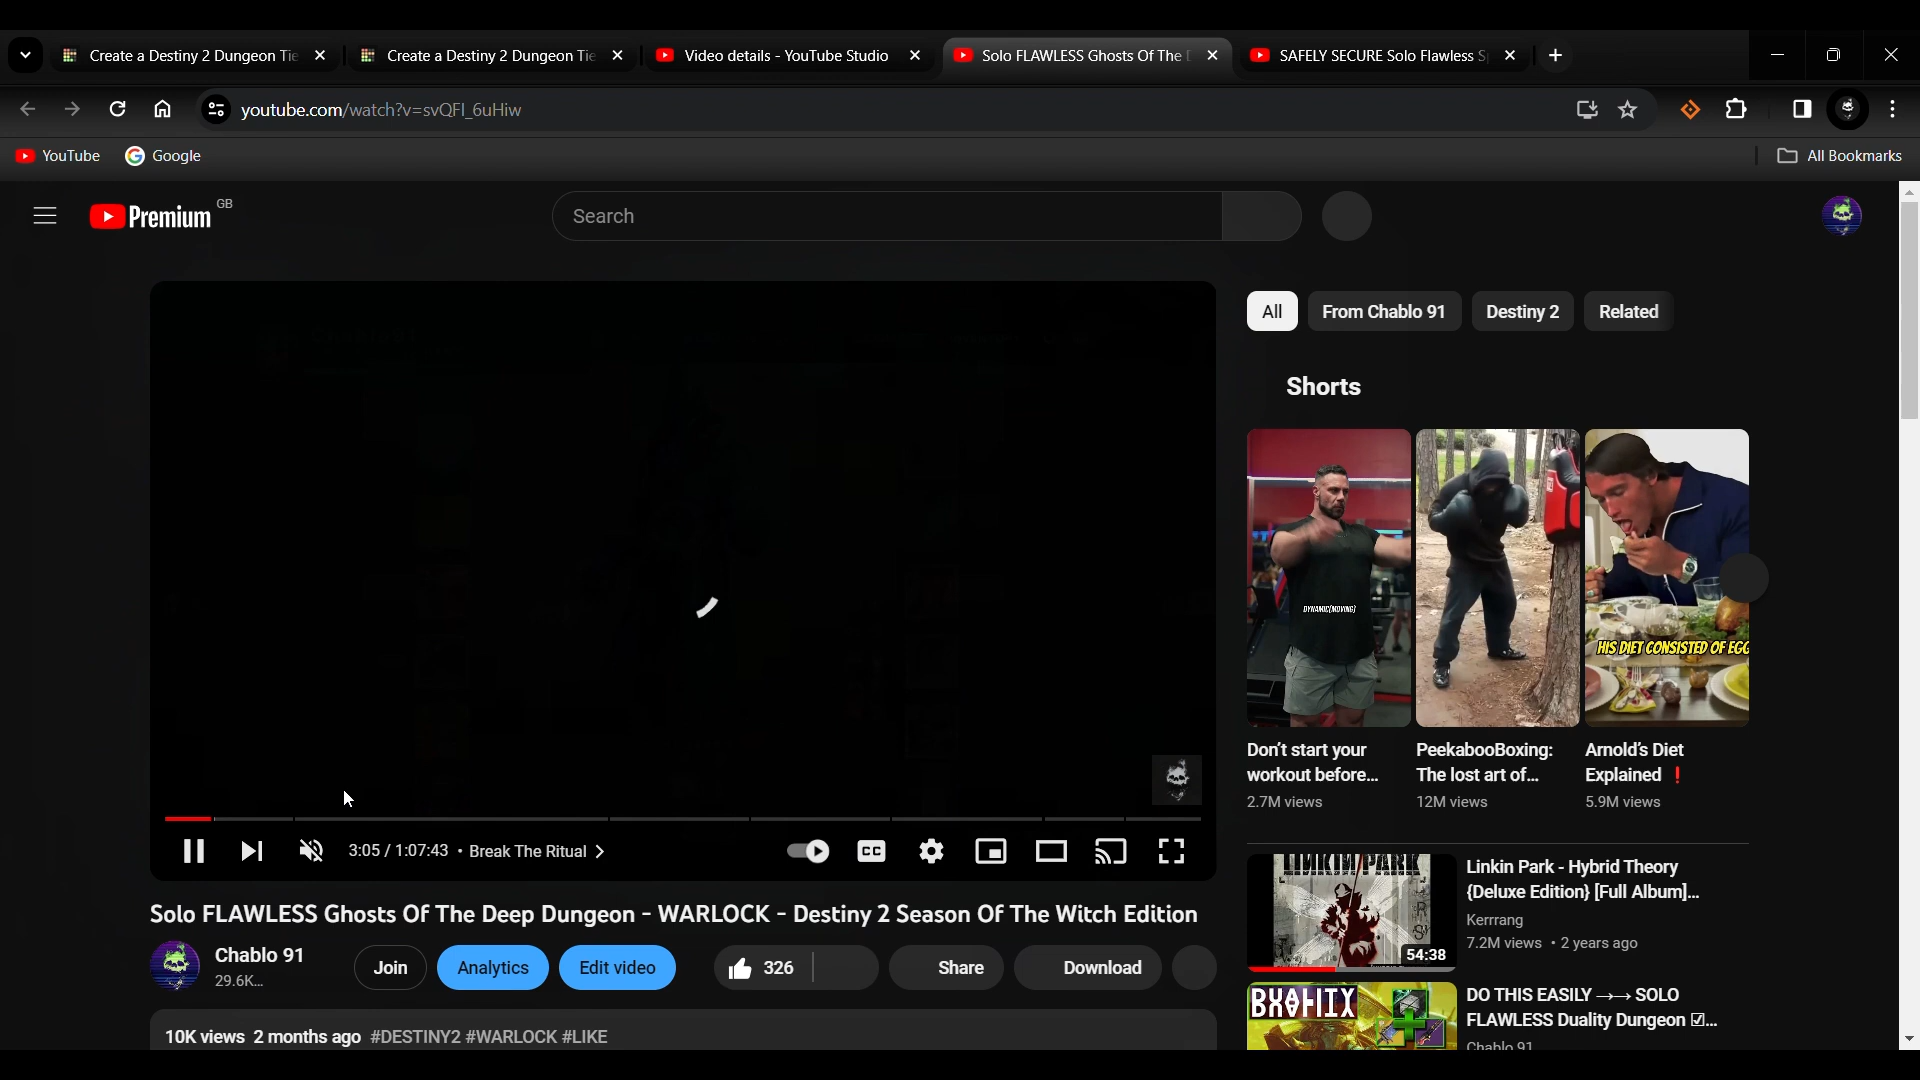 Create a Destiny 2 Dungeon Tie
Create a Destiny 2 Dungeon Tie
Video details - YouTube Studio
Solo FLAWLESS Ghosts Of The D
SAFELY SECURE Solo Flawless S
youtube.com/watch?v=svQFI_6uHiw
YouTube
Google
All Bookmarks
Premium
GB
Search
All
From Chablo 91
Destiny 2
Related
Shorts
DYNAMIC(MOVING)
HIS DIET CONSISTED OF EGG
Don't start your
workout before...
2.7M views
PeekabooBoxing:
The lost art of...
12M views
Arnold's Diet
Explained ❗
5.9M views
3:05 / 1:07:43 • Break The Ritual
CC
Solo FLAWLESS Ghosts Of The Deep Dungeon - WARLOCK - Destiny 2 Season Of The Witch Edition
Chablo 91
29.6K...
Join
Analytics
Edit video
326
Share
Download
10K views 2 months ago #DESTINY2 #WARLOCK #LIKE
LINKIN PARK
54:38
Linkin Park - Hybrid Theory
{Deluxe Edition} [Full Album]...
Kerrrang
7.2M views • 2 years ago
DUALITY
DO THIS EASILY →→ SOLO
FLAWLESS Duality Dungeon ☑...
Chablo 91